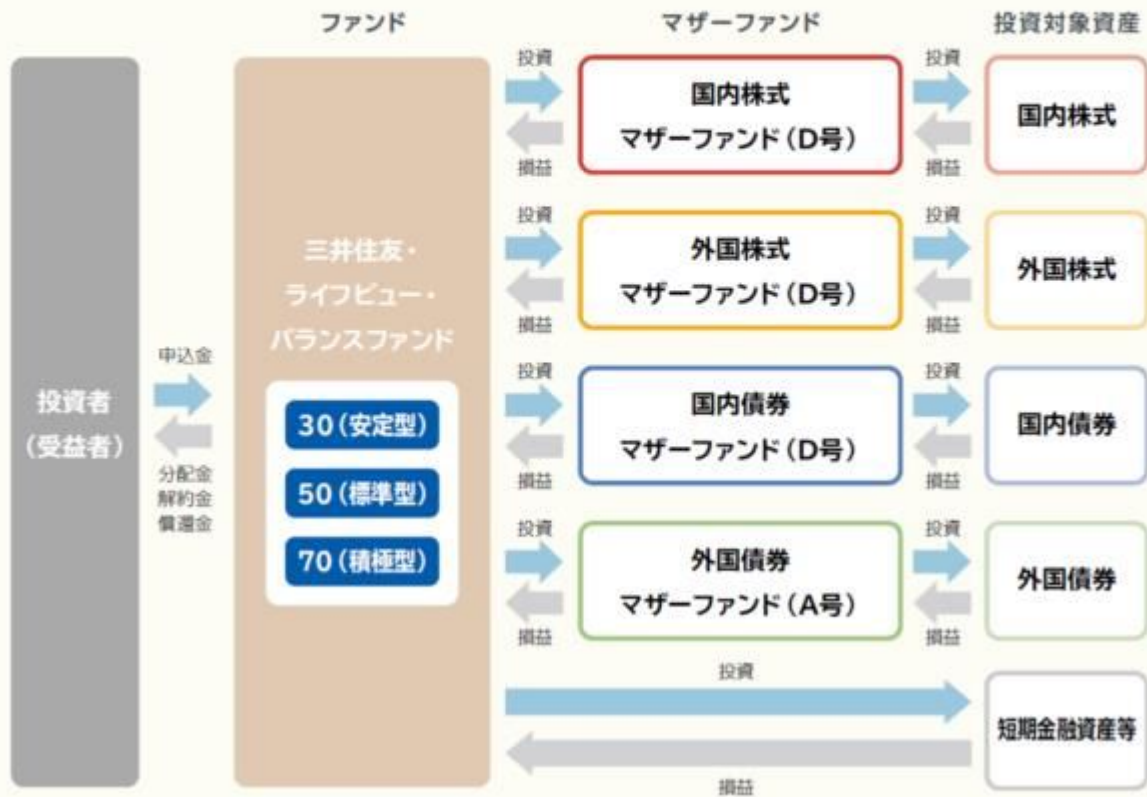 ファンド
マザーファンド
投資対象資産
投資者
(受益者)
申込金
分配金
解約金
償還金
三井住友・
ライフビュー・
バランスファンド
30(安定型)
50(標準型)
70(積極型)
投資
損益
国内株式
マザーファンド(D号)
投資
損益
国内株式
投資
損益
外国株式
マザーファンド(D号)
投資
損益
外国株式
投資
損益
国内債券
マザーファンド(D号)
投資
損益
国内債券
投資
損益
外国債券
マザーファンド(A号)
投資
損益
外国債券
投資
損益
短期金融資産等